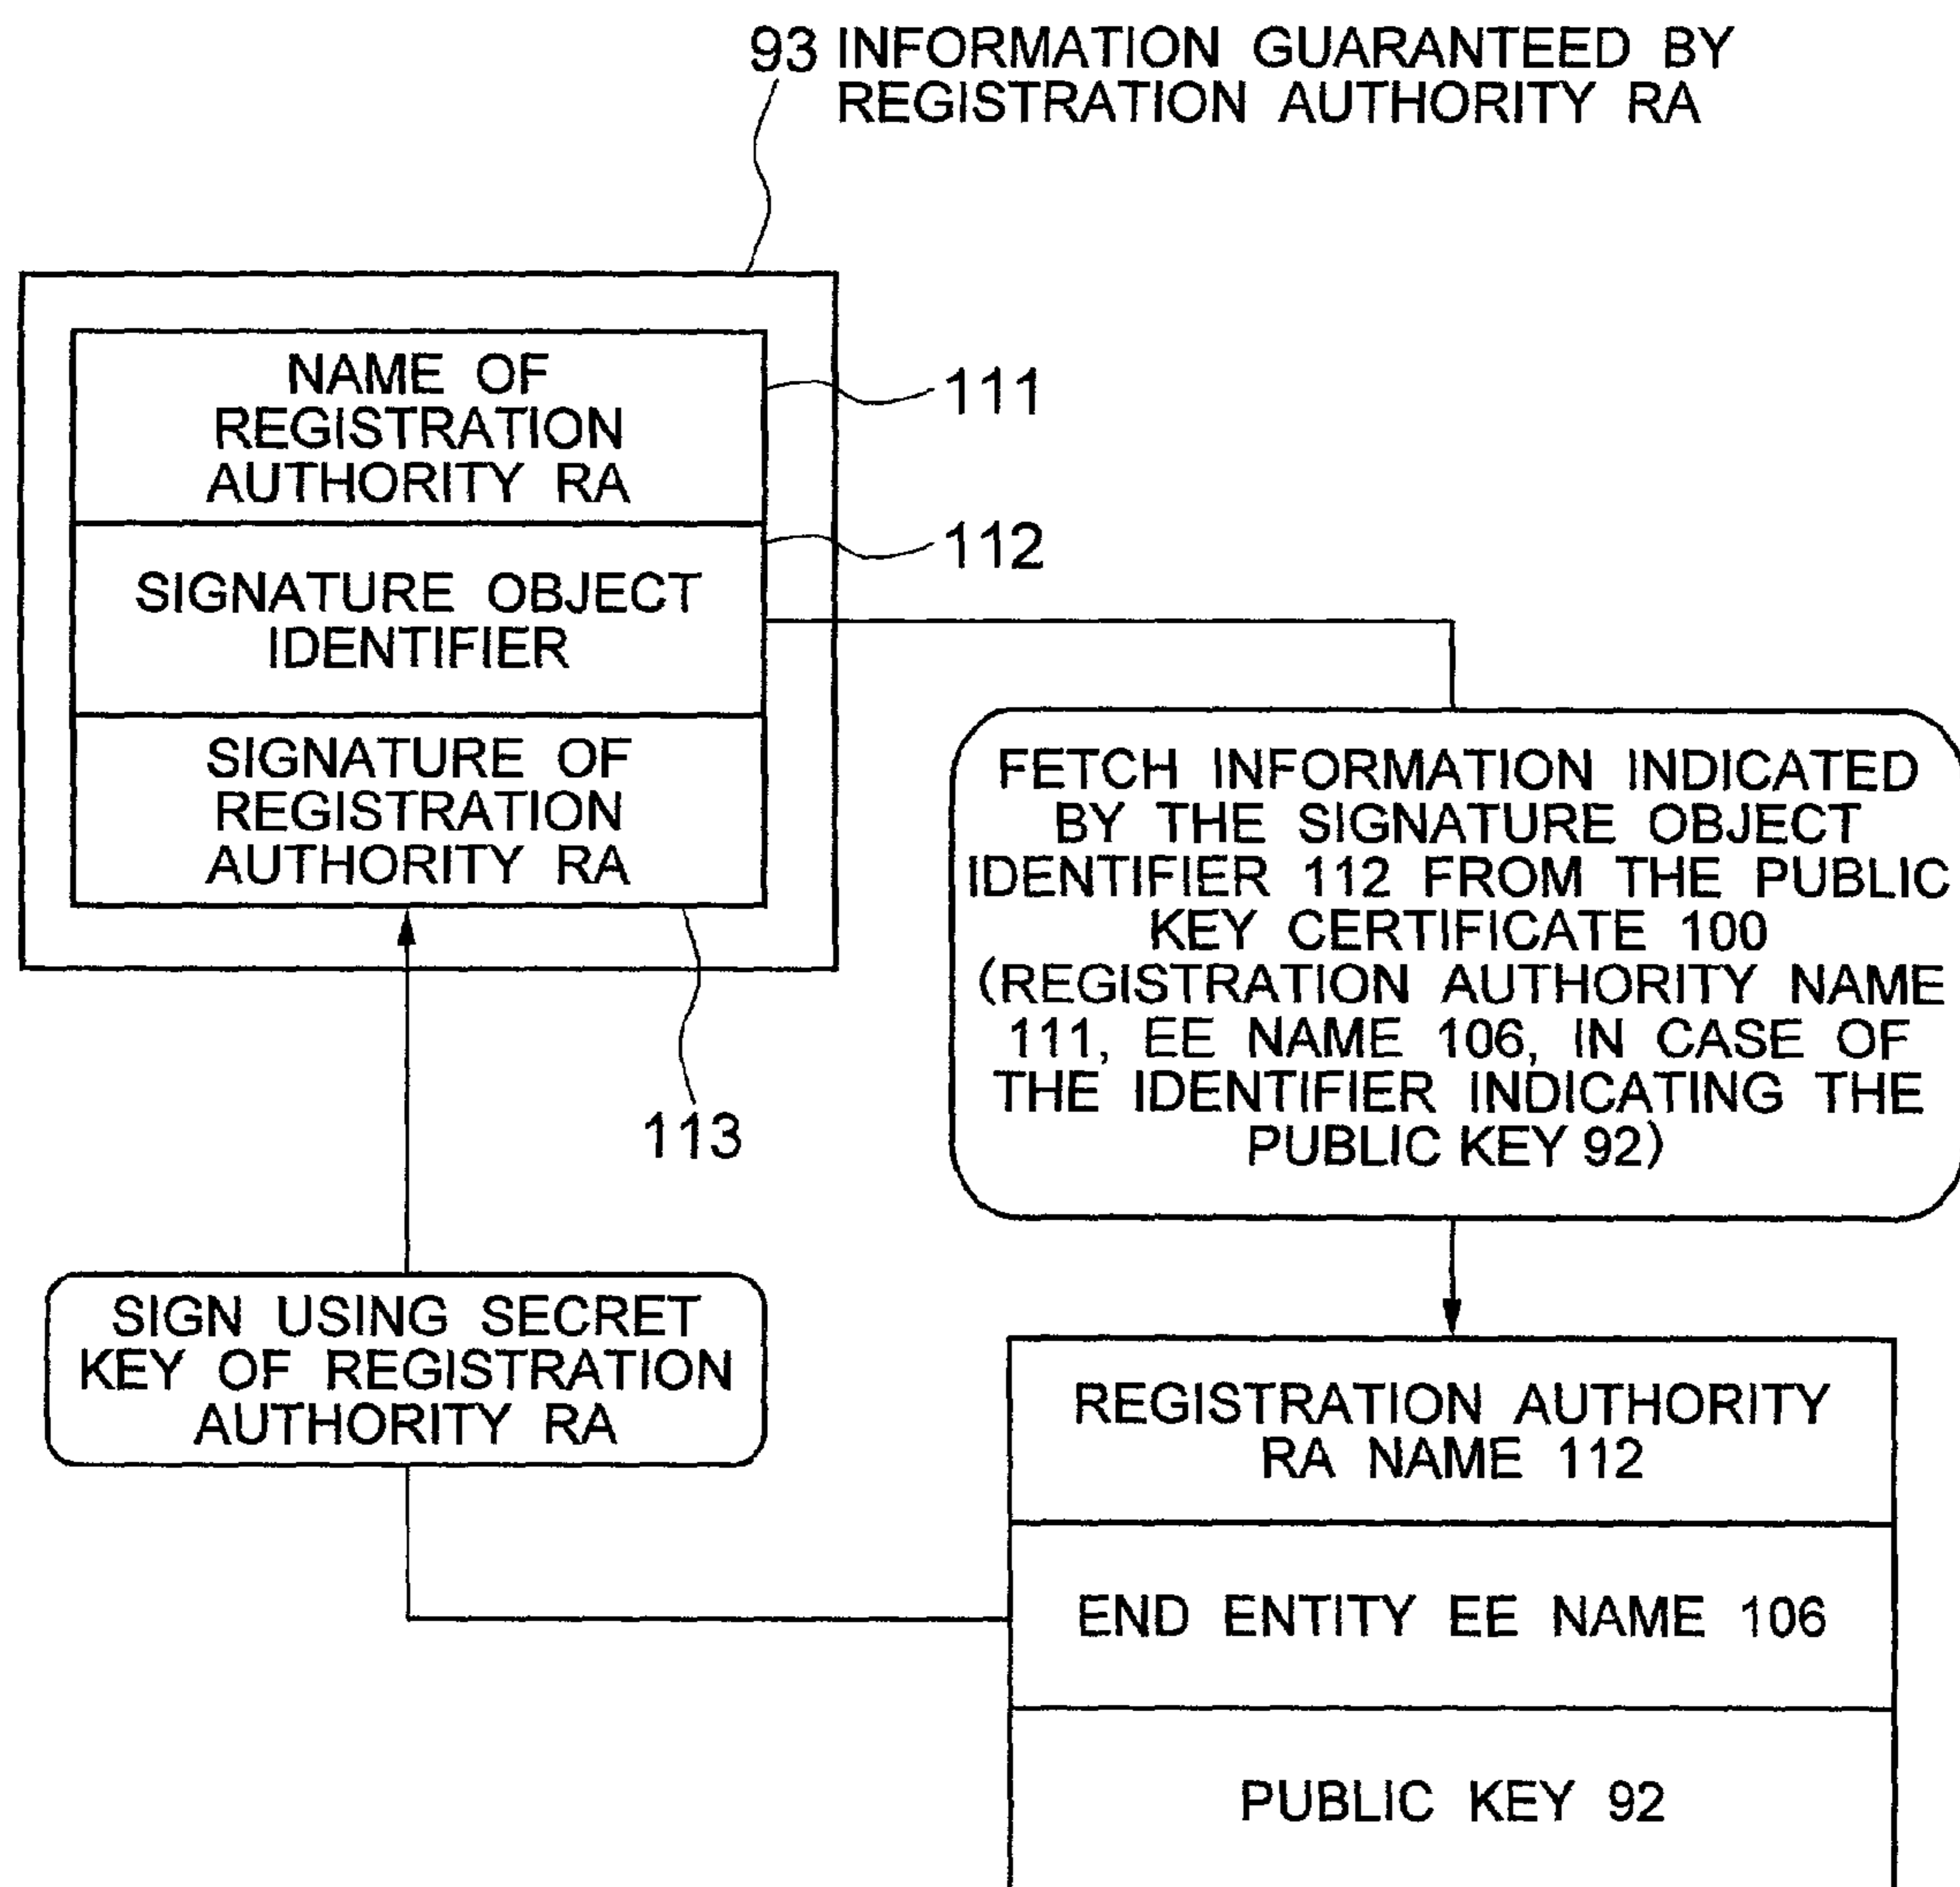 93 INFORMATION GUARANTEED BY
REGISTRATION AUTHORITY RA
NAME OF
REGISTRATION
AUTHORITY RA
111
SIGNATURE OBJECT
IDENTIFIER
112
SIGNATURE OF
REGISTRATION
AUTHORITY RA
113
FETCH INFORMATION INDICATED
BY THE SIGNATURE OBJECT
IDENTIFIER 112 FROM THE PUBLIC
KEY CERTIFICATE 100
(REGISTRATION AUTHORITY NAME
111, EE NAME 106, IN CASE OF
THE IDENTIFIER INDICATING THE
PUBLIC KEY 92)
SIGN USING SECRET
KEY OF REGISTRATION
AUTHORITY RA
REGISTRATION AUTHORITY
RA NAME 112
END ENTITY EE NAME 106
PUBLIC KEY 92